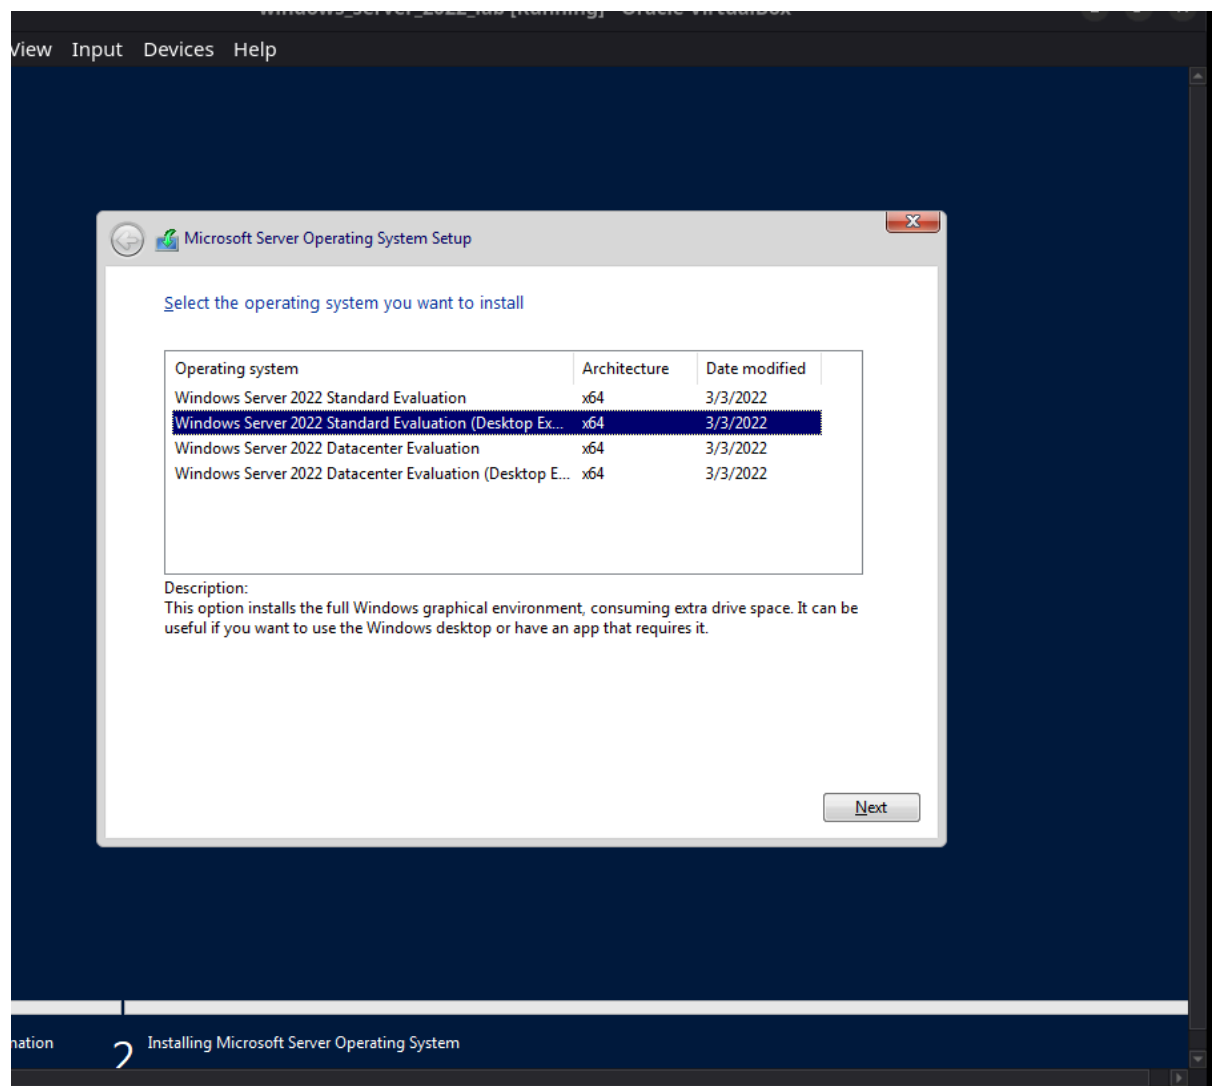 windows_server_2022_lab [Running] - Oracle VirtualBox
View Input Devices Help
Microsoft Server Operating System Setup
Select the operating system you want to install
Operating system Architecture Date modified
Windows Server 2022 Standard Evaluation x64 3/3/2022
Windows Server 2022 Standard Evaluation (Desktop Ex... x64 3/3/2022
Windows Server 2022 Datacenter Evaluation x64 3/3/2022
Windows Server 2022 Datacenter Evaluation (Desktop E... x64 3/3/2022
Description:
This option installs the full Windows graphical environment, consuming extra drive space. It can be
useful if you want to use the Windows desktop or have an app that requires it.
Next
nation
2 Installing Microsoft Server Operating System